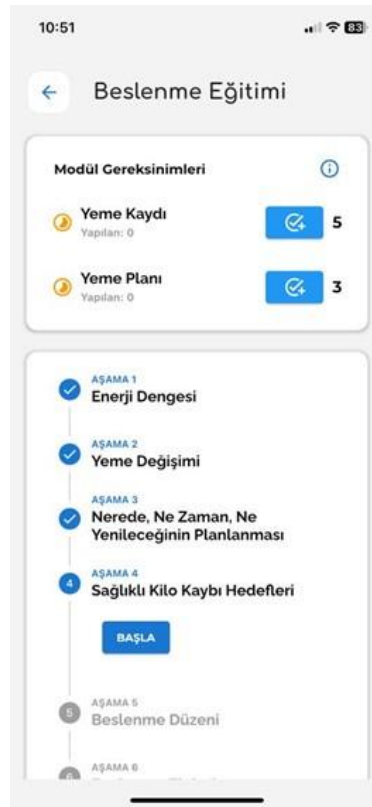 10:51
83
Beslenme Eğitimi
Modül Gereksinimleri
Yeme Kaydı
5
Yapılan: 0
Yeme Planı
3
Yapılan: 0
AŞAMA 1
Enerji Dengesi
AŞAMA 2
Yeme Değişimi
AŞAMA 3
Nerede, Ne Zaman, Ne
Yenileceğinin Planlanması
4
AŞAMA 4
Sağlıklı Kilo Kaybı Hedefleri
BAŞLA
5
AŞAMA 5
Beslenme Düzeni
6
AŞAMA 6